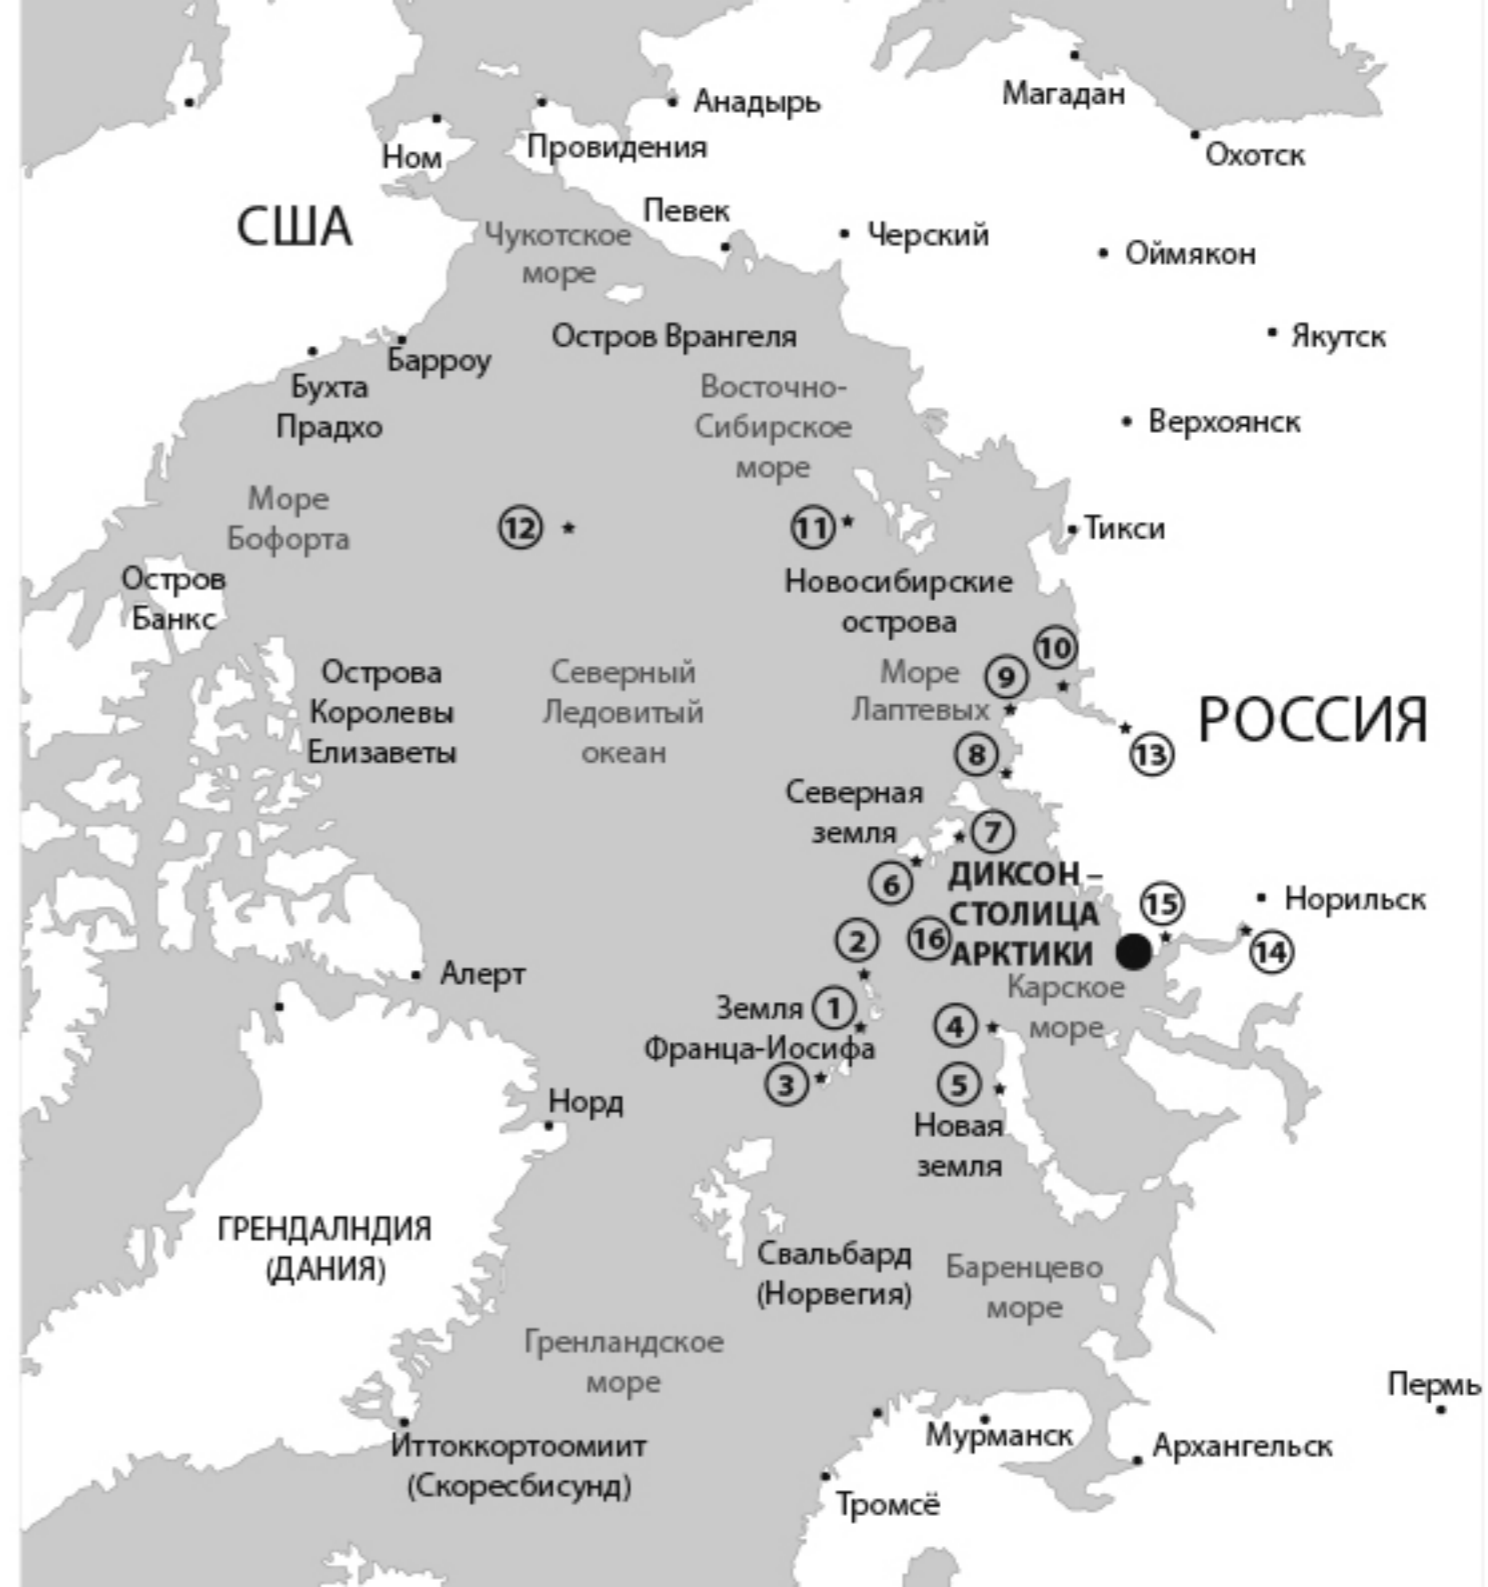 Анадырь
Магадан
Ном
Провидения
Охотск
Певек
США
Чукотское
море
Черский
Оймякон
Остров Врангеля
Якутск
Барроу
Бухта
Прадхо
Восточно-
Сибирское
море
Верхоянск
Море
Бофорта
12
11
Тикси
Остров
Банкс
Новосибирские
острова
10
9
Острова
Королевы
Елизаветы
Северный
Ледовитый
океан
Море
Лаптевых
РОССИЯ
13
8
Северная
земля
7
6
ДИКСОН –
СТОЛИЦА
АРКТИКИ
16
15
Норильск
14
2
Алерт
Карское
море
Земля
Франца-Иосифа
1
4
3
5
Норд
Новая
земля
ГРЕНДАЛНДИЯ
(ДАНИЯ)
Свальбард
(Норвегия)
Баренцево
море
Гренландское
море
Пермь
Мурманск
Архангельск
Иттоккортоомиит
(Скоресбисунд)
Тромсё